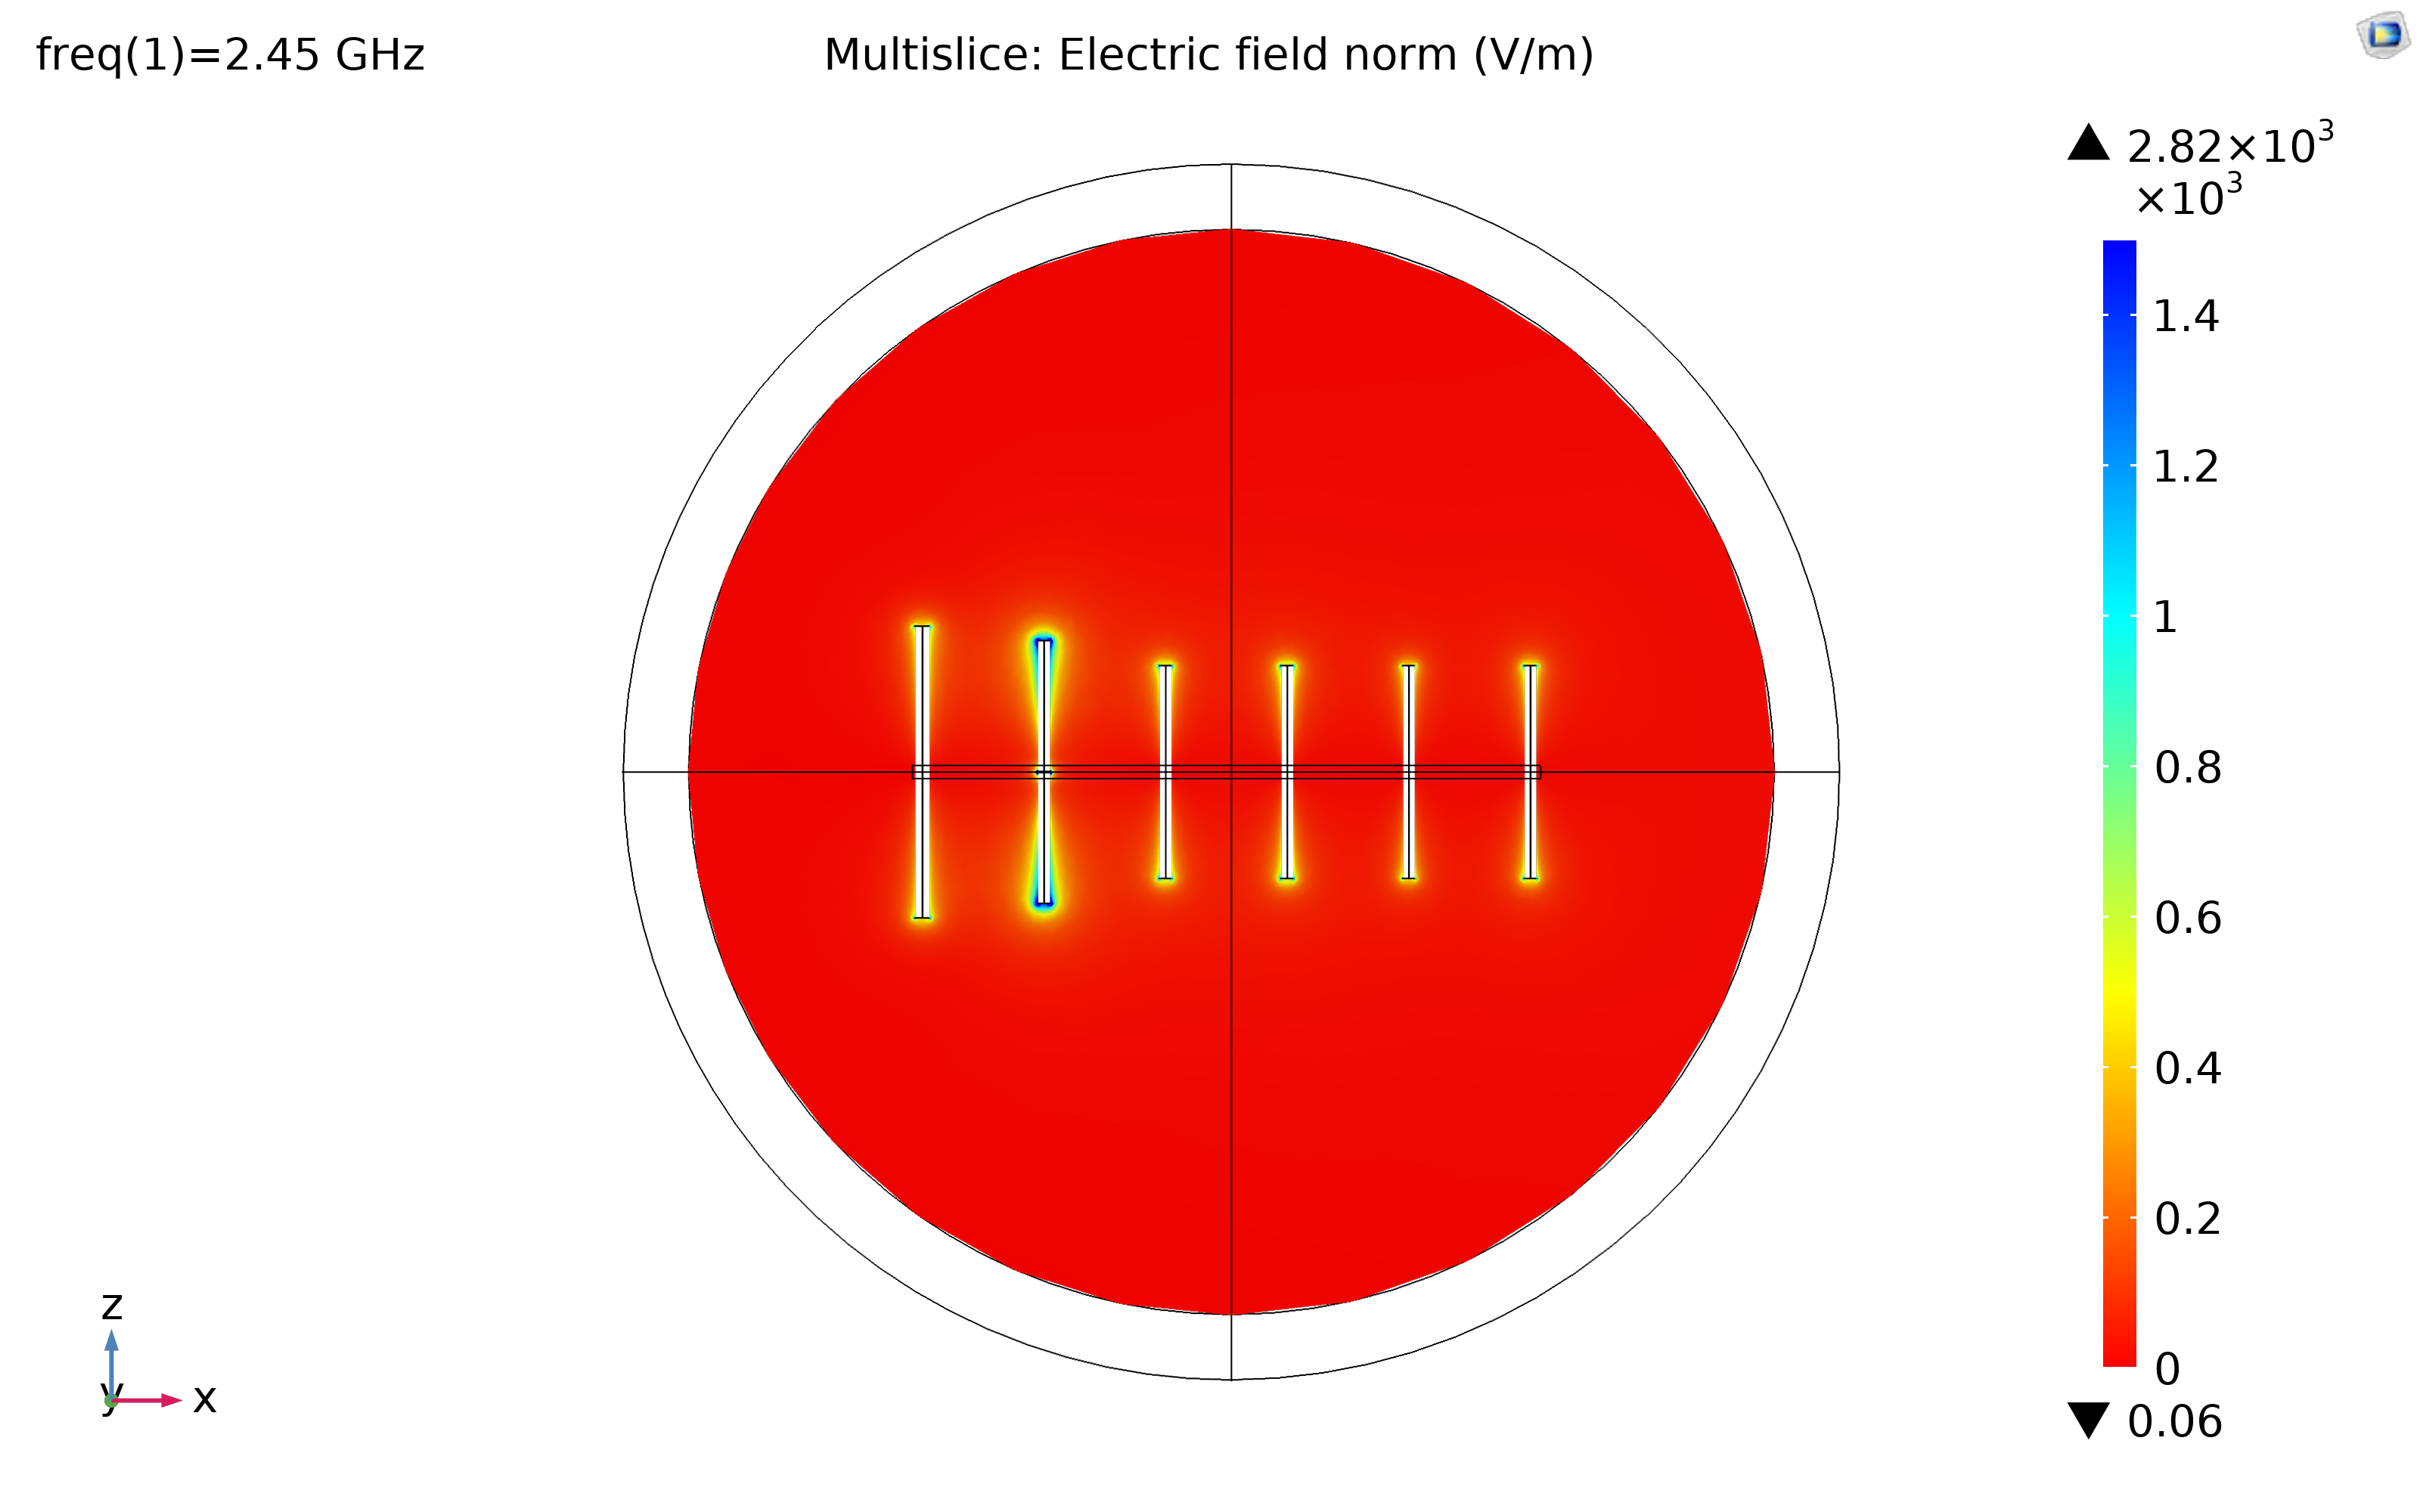 freq(1)=2.45 GHz
Multislice: Electric field norm (V/m)
2.82×10³
×10³
1.4
1.2
1
0.8
0.6
0.4
0.2
0
0.06
z
y
x